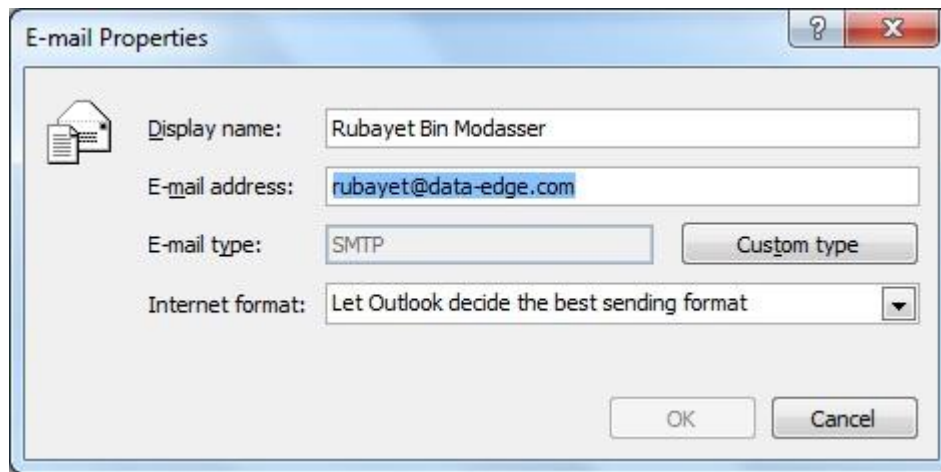 E-mail Properties
Display name: Rubayet Bin Modasser
E-mail address: rubayet@data-edge.com
E-mail type: SMTP Custom type
Internet format: Let Outlook decide the best sending format
OK Cancel